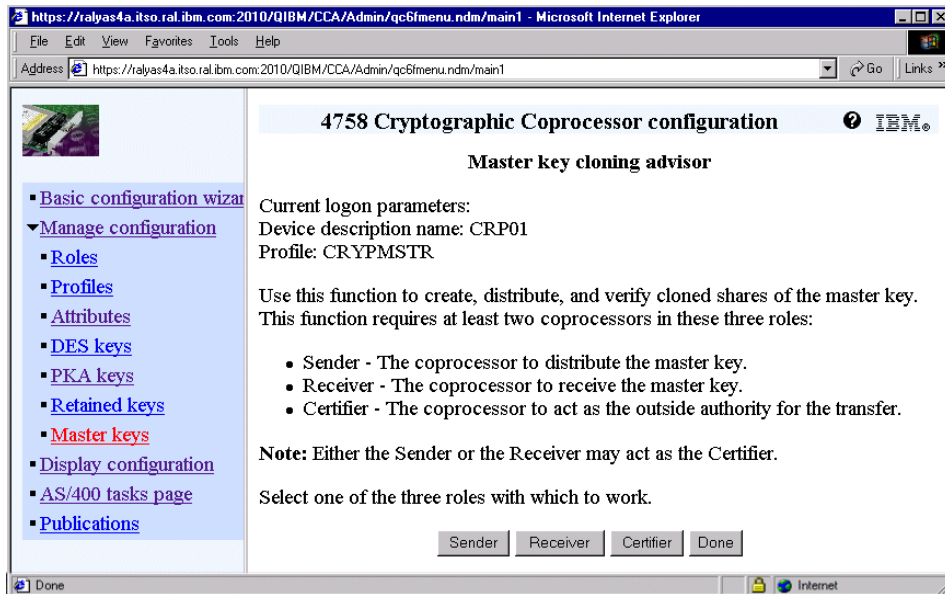 https://ralyas4a.itso.ral.ibm.com:2010/QIBM/CCA/Admin/qc6fmenu.ndm/main1 - Microsoft Internet Explorer
File Edit View Favorites Tools Help
Address https://ralyas4a.itso.ral.ibm.com:2010/QIBM/CCA/Admin/qc6fmenu.ndm/main1 Go Links »
4758 Cryptographic Coprocessor configuration ? IBM®
Master key cloning advisor
Basic configuration wizar
Manage configuration
Roles
Profiles
Attributes
DES keys
PKA keys
Retained keys
Master keys
Display configuration
AS/400 tasks page
Publications
Current logon parameters:
Device description name: CRP01
Profile: CRYPMSTR
Use this function to create, distribute, and verify cloned shares of the master key.
This function requires at least two coprocessors in these three roles:
• Sender - The coprocessor to distribute the master key.
• Receiver - The coprocessor to receive the master key.
• Certifier - The coprocessor to act as the outside authority for the transfer.
Note: Either the Sender or the Receiver may act as the Certifier.
Select one of the three roles with which to work.
Sender Receiver Certifier Done
Done Internet